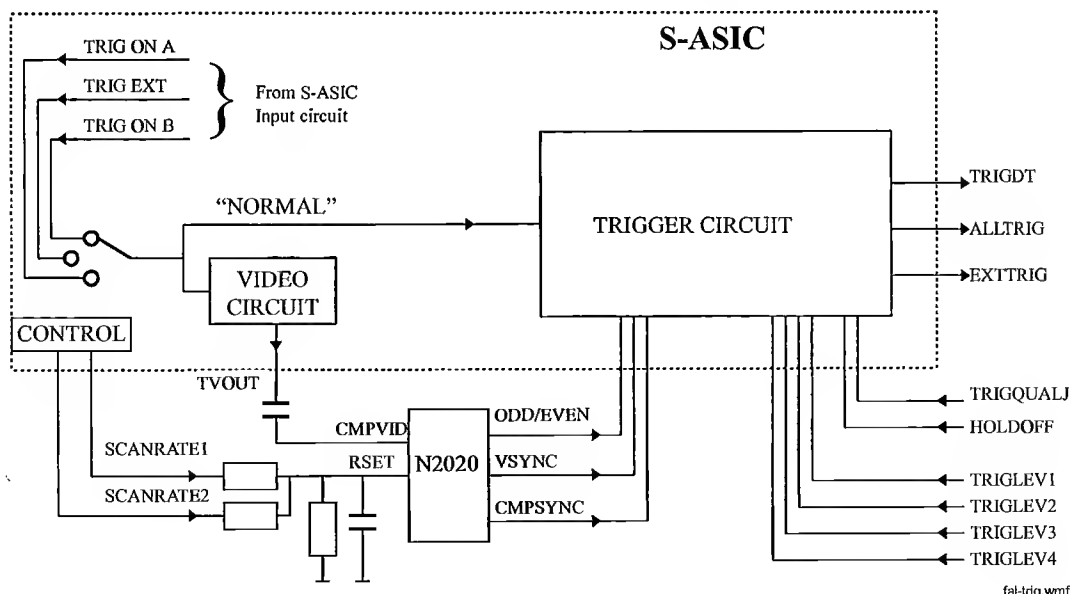 S-ASIC
TRIG ON A
TRIG EXT
TRIG ON B
From S-ASIC
Input circuit
"NORMAL"
TRIGGER CIRCUIT
TRIGDT
ALLTRIG
EXTTRIG
VIDEO
CIRCUIT
CONTROL
TVOUT
TRIGQUALJ
HOLDOFF
CMPVID
ODD/EVEN
SCANRATE1
RSET
N2020
VSYNC
SCANRATE2
CMPSYNC
TRIGLEV1
TRIGLEV2
TRIGLEV3
TRIGLEV4
fal-trig.wmf